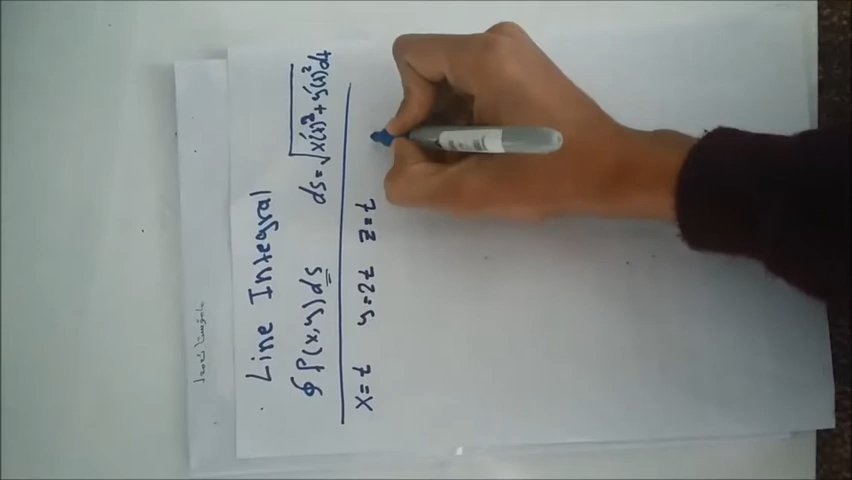 Line Integral
∮ f(x,y) ds   ds = √x'(t)² + y'(t)² dt
x = t   y = 2t   z = t